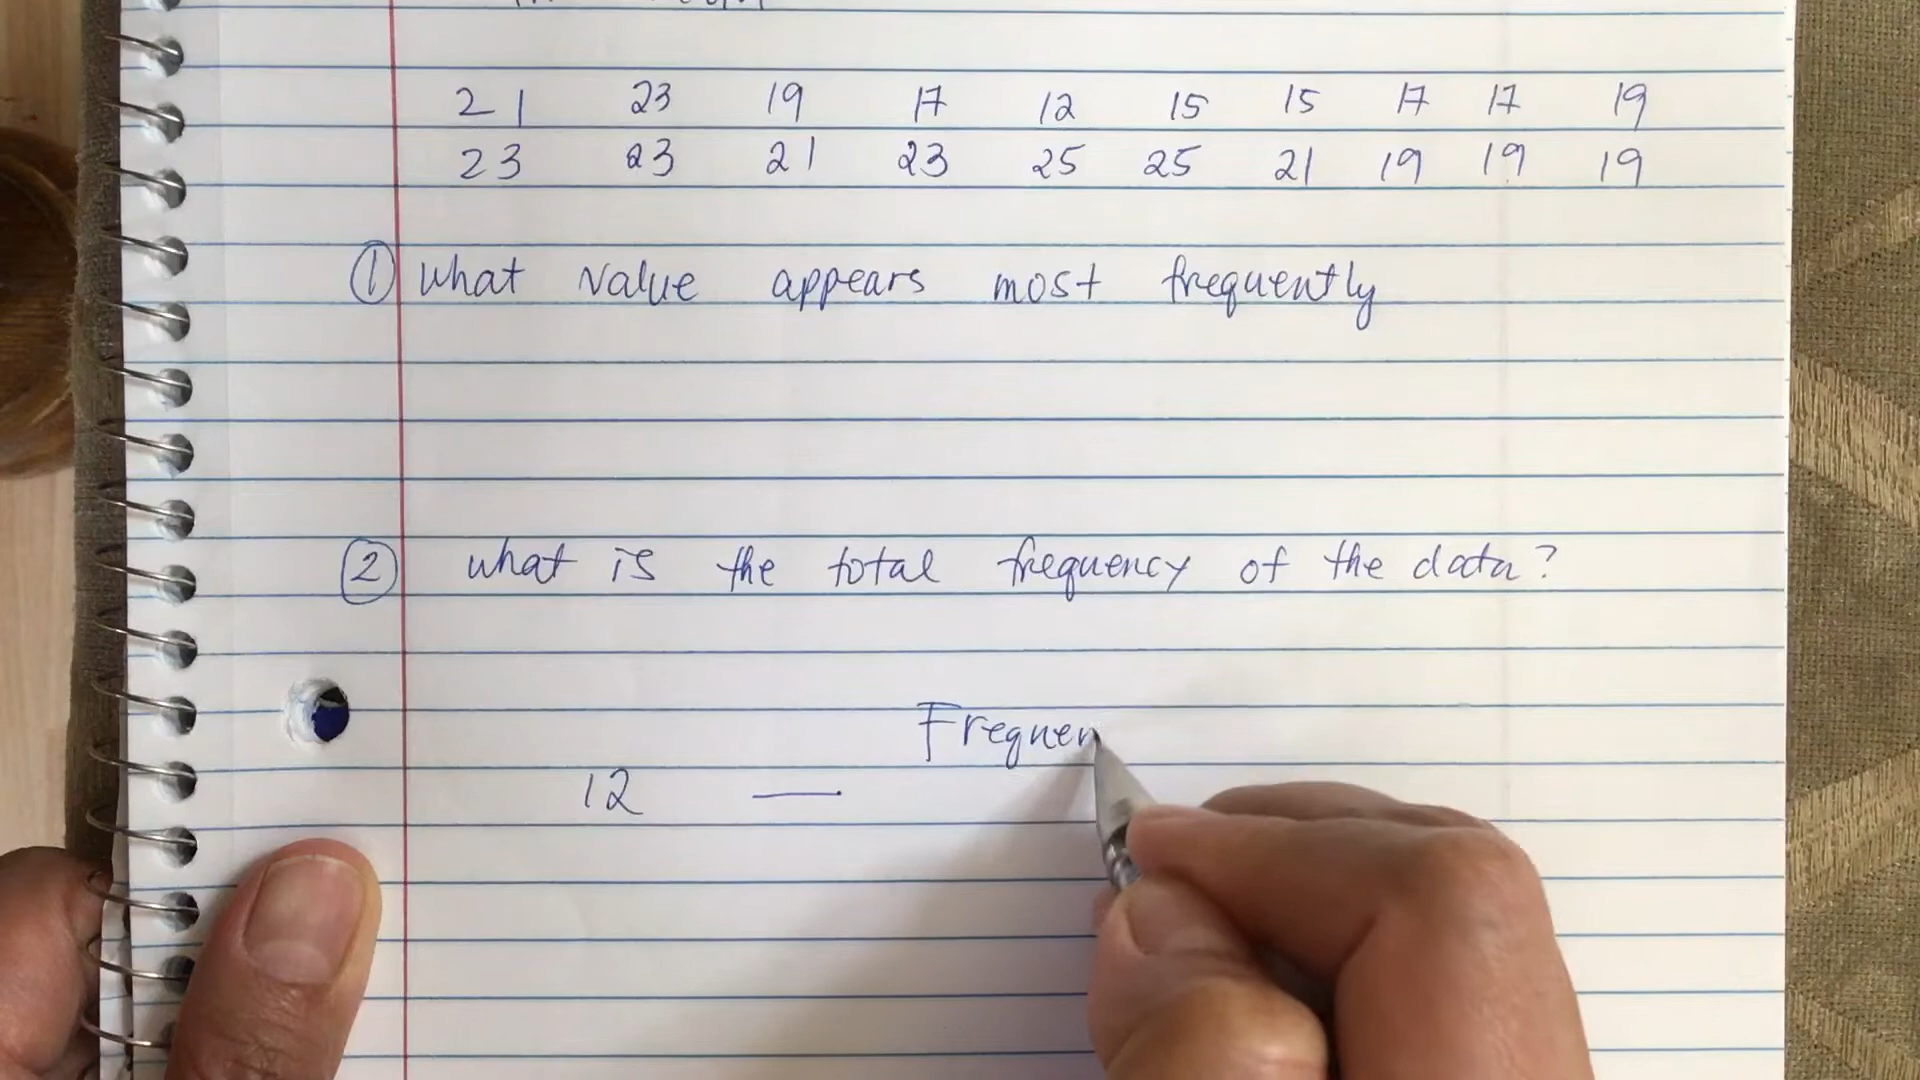 21 23 19 17 12 15 15 17 17 19
23 23 21 23 25 25 21 19 19 19
① what value appears most frequently
② what is the total frequency of the data?
Frequen
12 —